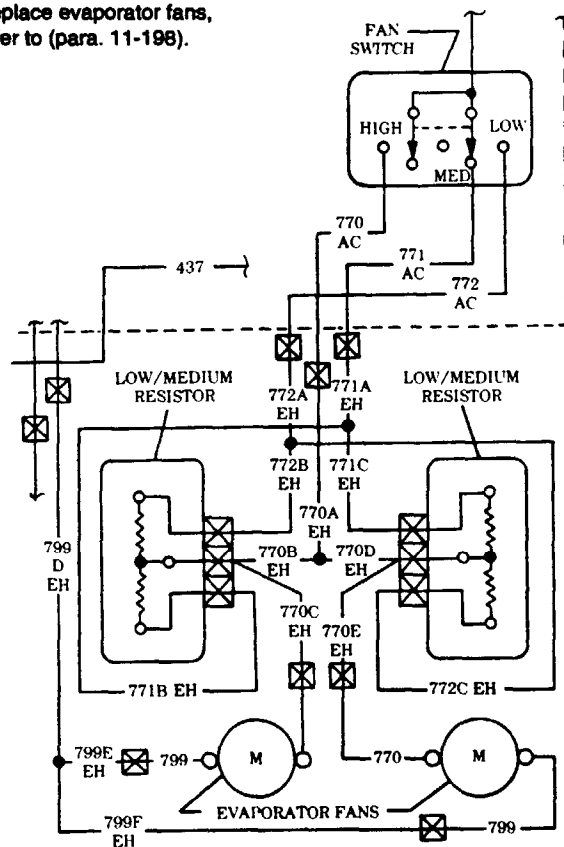 eplace evaporator fans,
er to (para. 11-198).
FAN
SWITCH
HIGH
LOW
MED
770
AC
771
AC
772
AC
437
LOW/MEDIUM
RESISTOR
LOW/MEDIUM
RESISTOR
772A
EH
771A
EH
772B
EH
771C
EH
770A
EH
799
D
EH
770B
EH
770D
EH
770C
EH
770E
EH
771B EH
772C EH
799E
EH
799
M
770
M
EVAPORATOR FANS
799F
EH
799